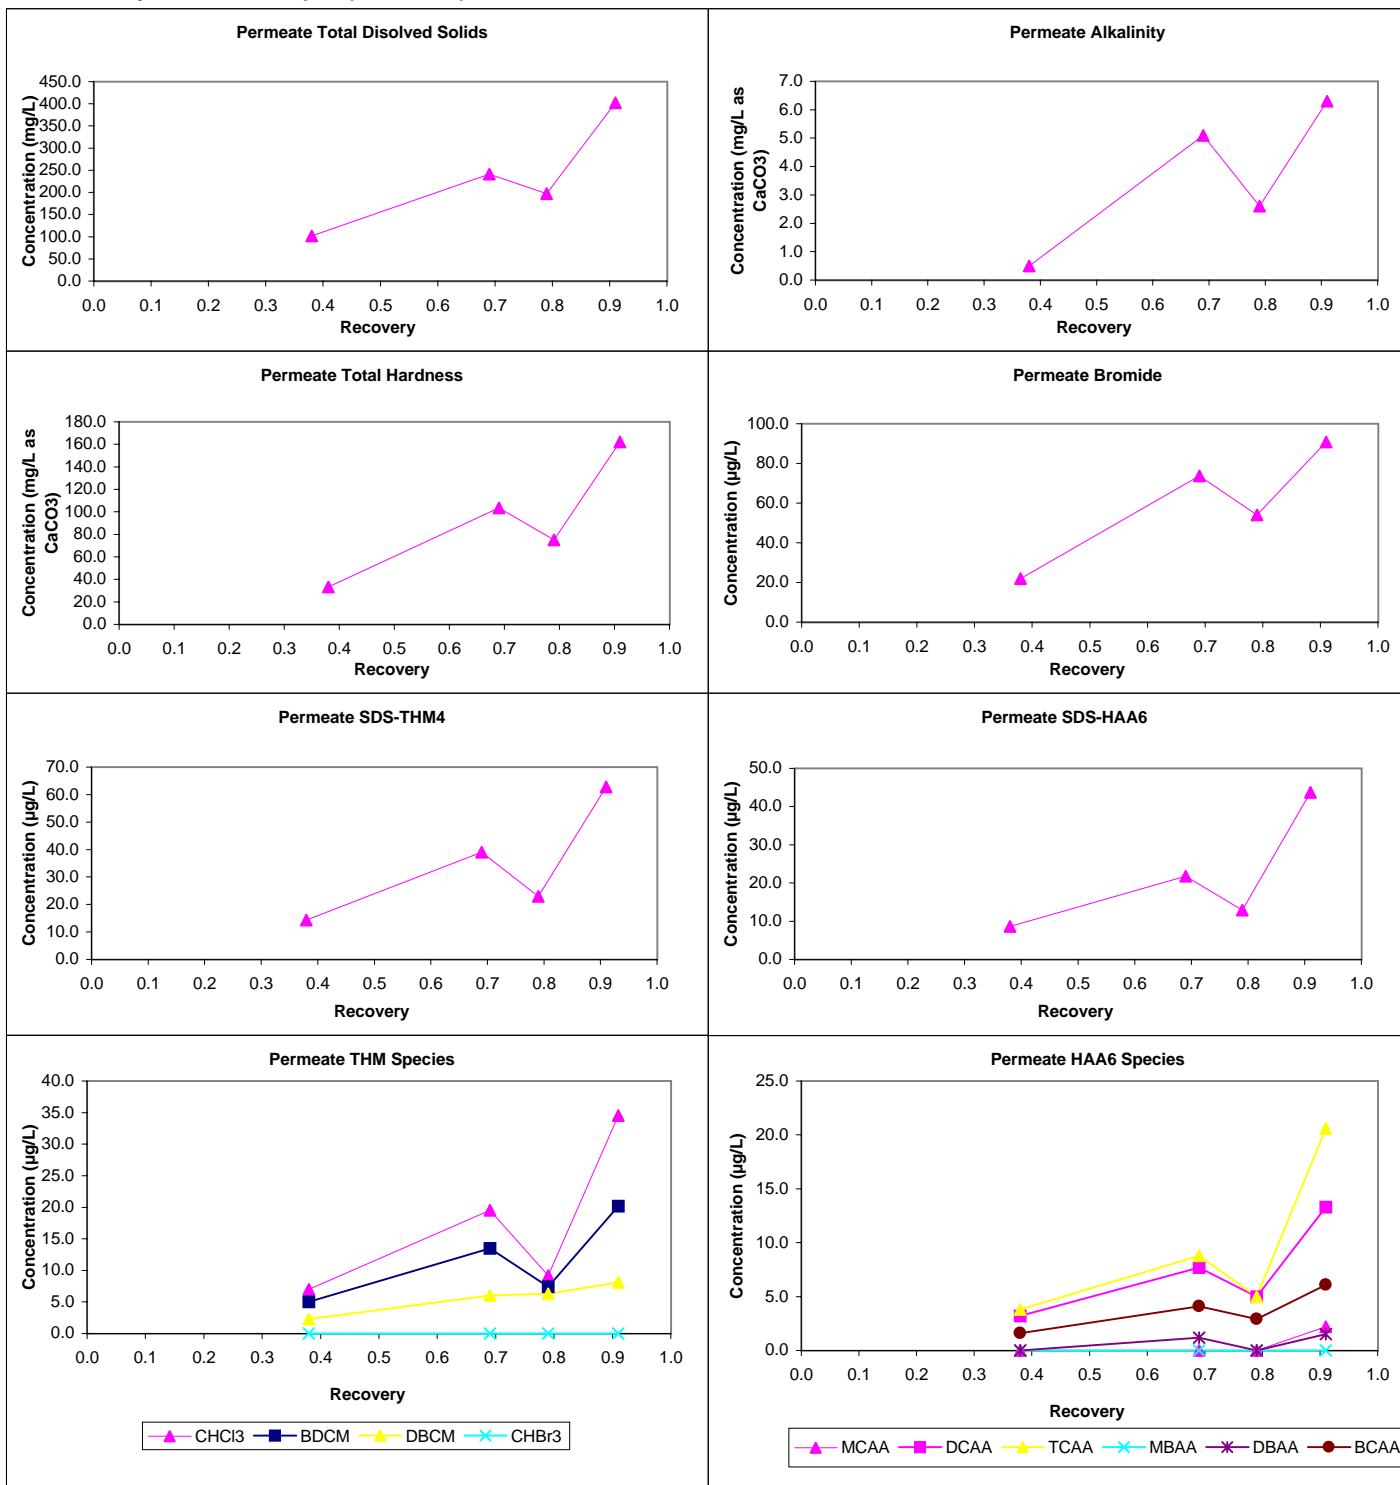 Permeate Total Disolved Solids
Concentration (mg/L)
450.0
400.0
350.0
300.0
250.0
200.0
150.0
100.0
50.0
0.0
0.0 0.1 0.2 0.3 0.4 0.5 0.6 0.7 0.8 0.9 1.0
Recovery
Permeate Alkalinity
Concentration (mg/L as
CaCO3)
7.0
6.0
5.0
4.0
3.0
2.0
1.0
0.0
0.0 0.1 0.2 0.3 0.4 0.5 0.6 0.7 0.8 0.9 1.0
Recovery
Permeate Total Hardness
Concentration (mg/L as
CaCO3)
180.0
160.0
140.0
120.0
100.0
80.0
60.0
40.0
20.0
0.0
0.0 0.1 0.2 0.3 0.4 0.5 0.6 0.7 0.8 0.9 1.0
Recovery
Permeate Bromide
Concentration (µg/L)
100.0
80.0
60.0
40.0
20.0
0.0
0.0 0.1 0.2 0.3 0.4 0.5 0.6 0.7 0.8 0.9 1.0
Recovery
Permeate SDS-THM4
Concentration (µg/L)
70.0
60.0
50.0
40.0
30.0
20.0
10.0
0.0
0.0 0.1 0.2 0.3 0.4 0.5 0.6 0.7 0.8 0.9 1.0
Recovery
Permeate SDS-HAA6
Concentration (µg/L)
50.0
40.0
30.0
20.0
10.0
0.0
0.0 0.1 0.2 0.3 0.4 0.5 0.6 0.7 0.8 0.9 1.0
Recovery
Permeate THM Species
Concentration (µg/L)
40.0
35.0
30.0
25.0
20.0
15.0
10.0
5.0
0.0
0.0 0.1 0.2 0.3 0.4 0.5 0.6 0.7 0.8 0.9 1.0
Recovery
CHCl3 BDCM DBCM CHBr3
Permeate HAA6 Species
Concentration (µg/L)
25.0
20.0
15.0
10.0
5.0
0.0
0.0 0.1 0.2 0.3 0.4 0.5 0.6 0.7 0.8 0.9 1.0
Recovery
MCAA DCAA TCAA MBAA DBAA BCAA